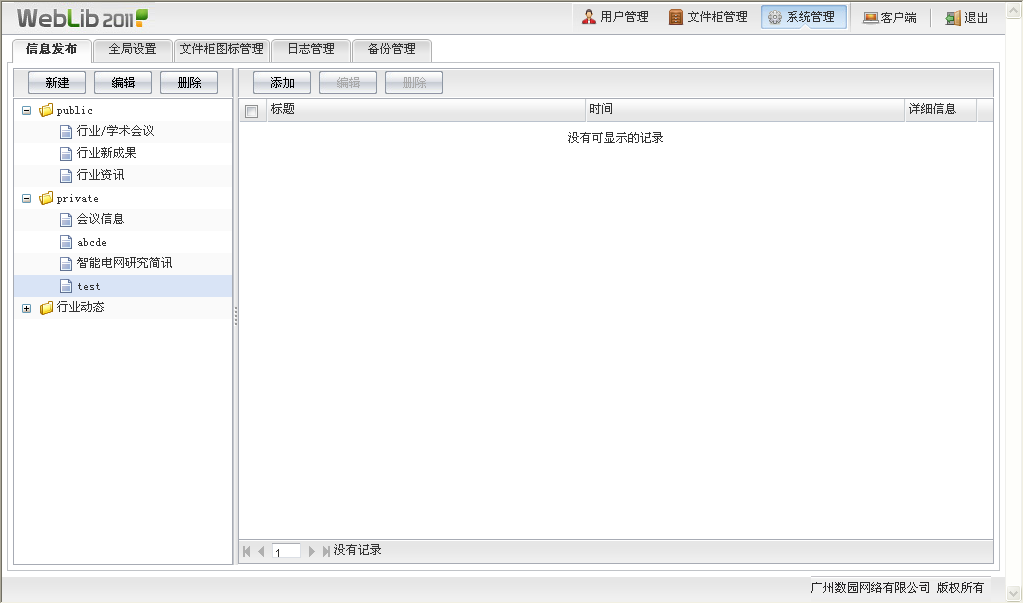 WebLib 2011
用户管理 文件柜管理 系统管理 客户端 退出
信息发布 全局设置 文件柜图标管理 日志管理 备份管理
新建 编辑 删除
添加 编辑 删除
public
行业/学术会议
行业新成果
行业资讯
private
会议信息
abcde
智能电网研究简讯
test
行业动态
标题 时间 详细信息
没有可显示的记录
1 没有记录
广州数园网络有限公司 版权所有